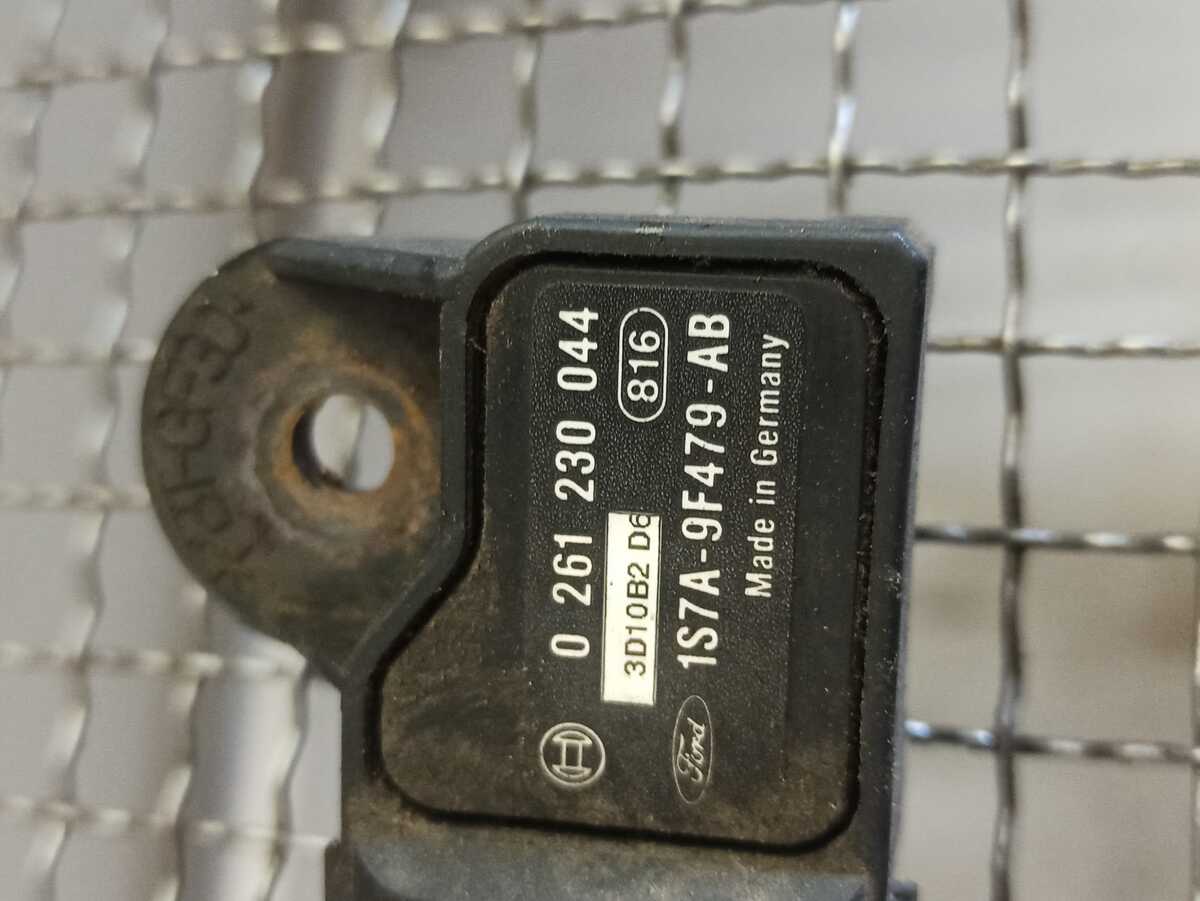 0 261 230 044
816
3D10B2 D6
Ford 1S7A-9F479-AB
Made in Germany